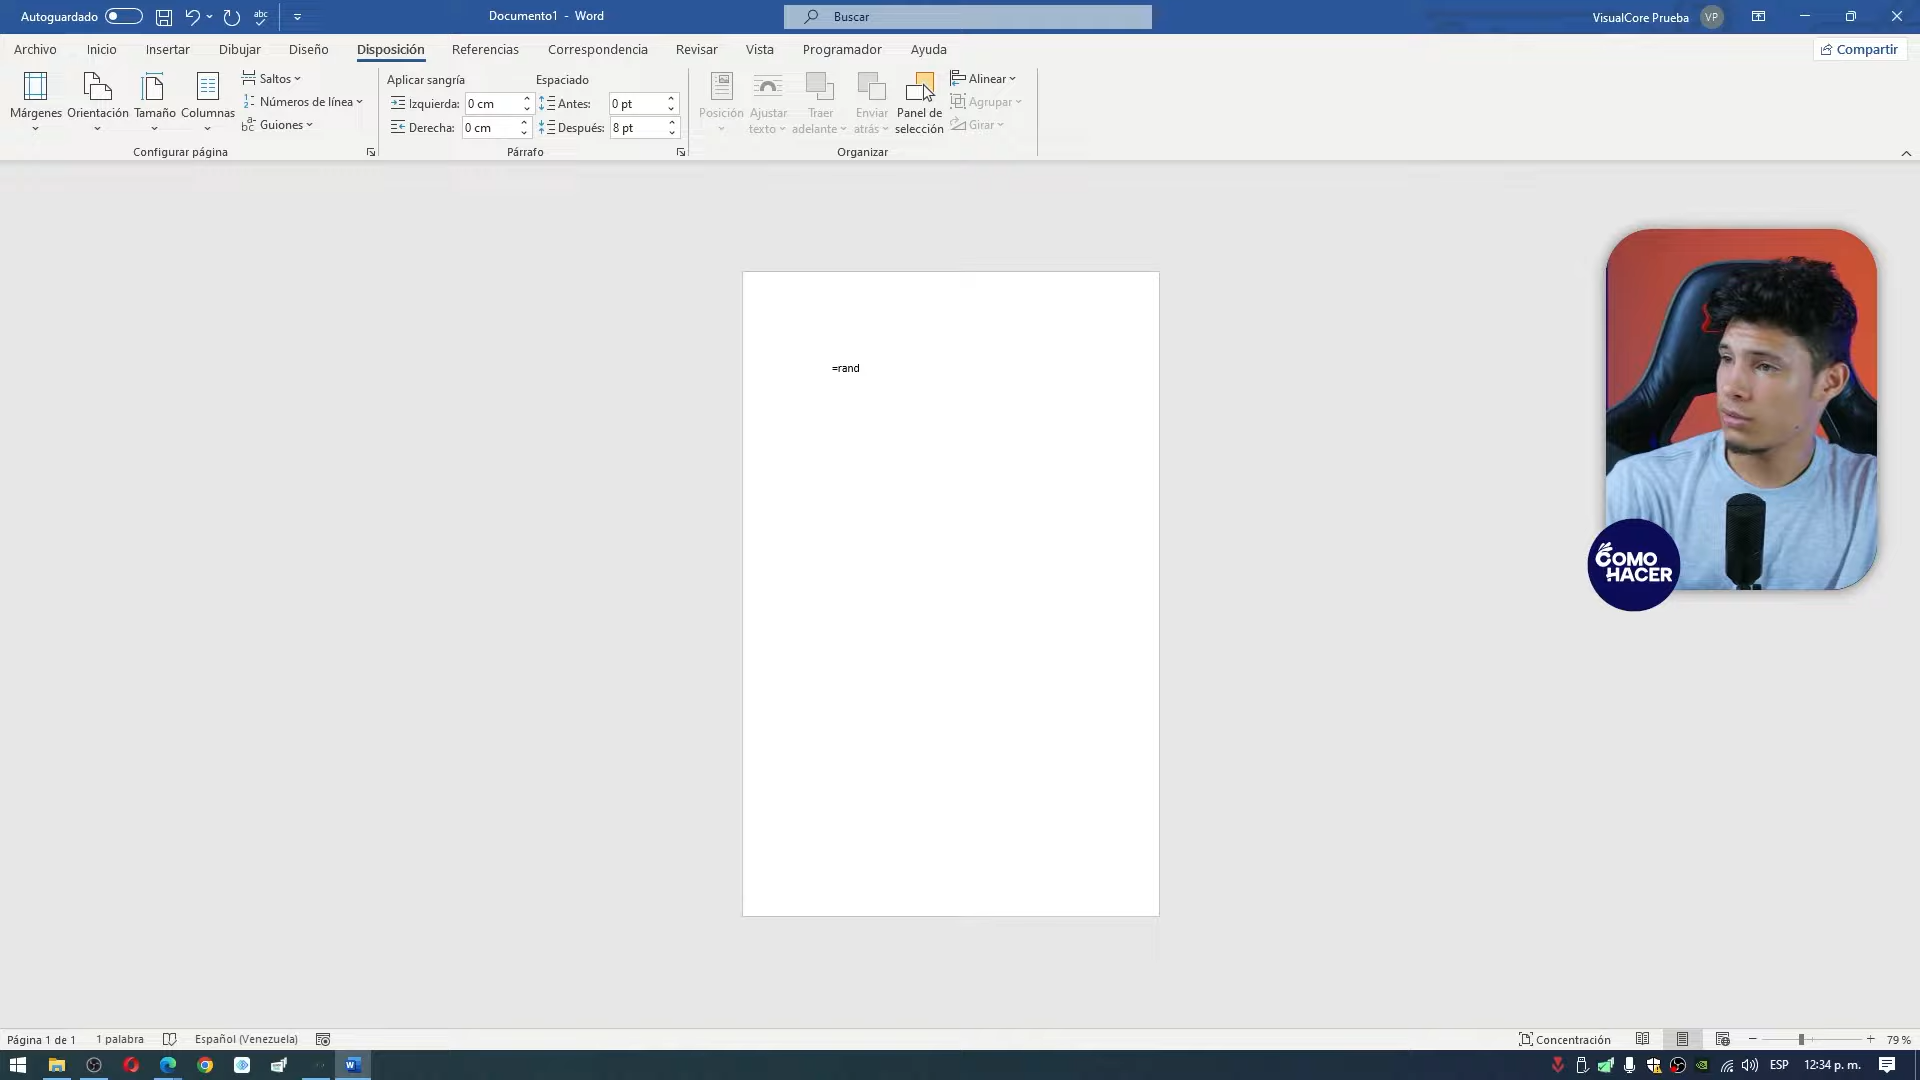 Autoguardado
abc
Documento1 - Word
Buscar
VisualCore Prueba
VP
Archivo
Inicio
Insertar
Dibujar
Diseño
Disposición
Referencias
Correspondencia
Revisar
Vista
Programador
Ayuda
Compartir
Márgenes
Orientación
Tamaño
Columnas
Saltos
Números de línea
Guiones
Configurar página
Aplicar sangría
Izquierda: 0 cm
Derecha: 0 cm
Espaciado
Antes: 0 pt
Después: 8 pt
Párrafo
Posición
Ajustar
texto
Traer
adelante
Enviar
atrás
Panel de
selección
Alinear
Agrupar
Girar
Organizar
=rand
COMO
HACER
Página 1 de 1
1 palabra
Español (Venezuela)
Concentración
79 %
ESP
12:34 p. m.